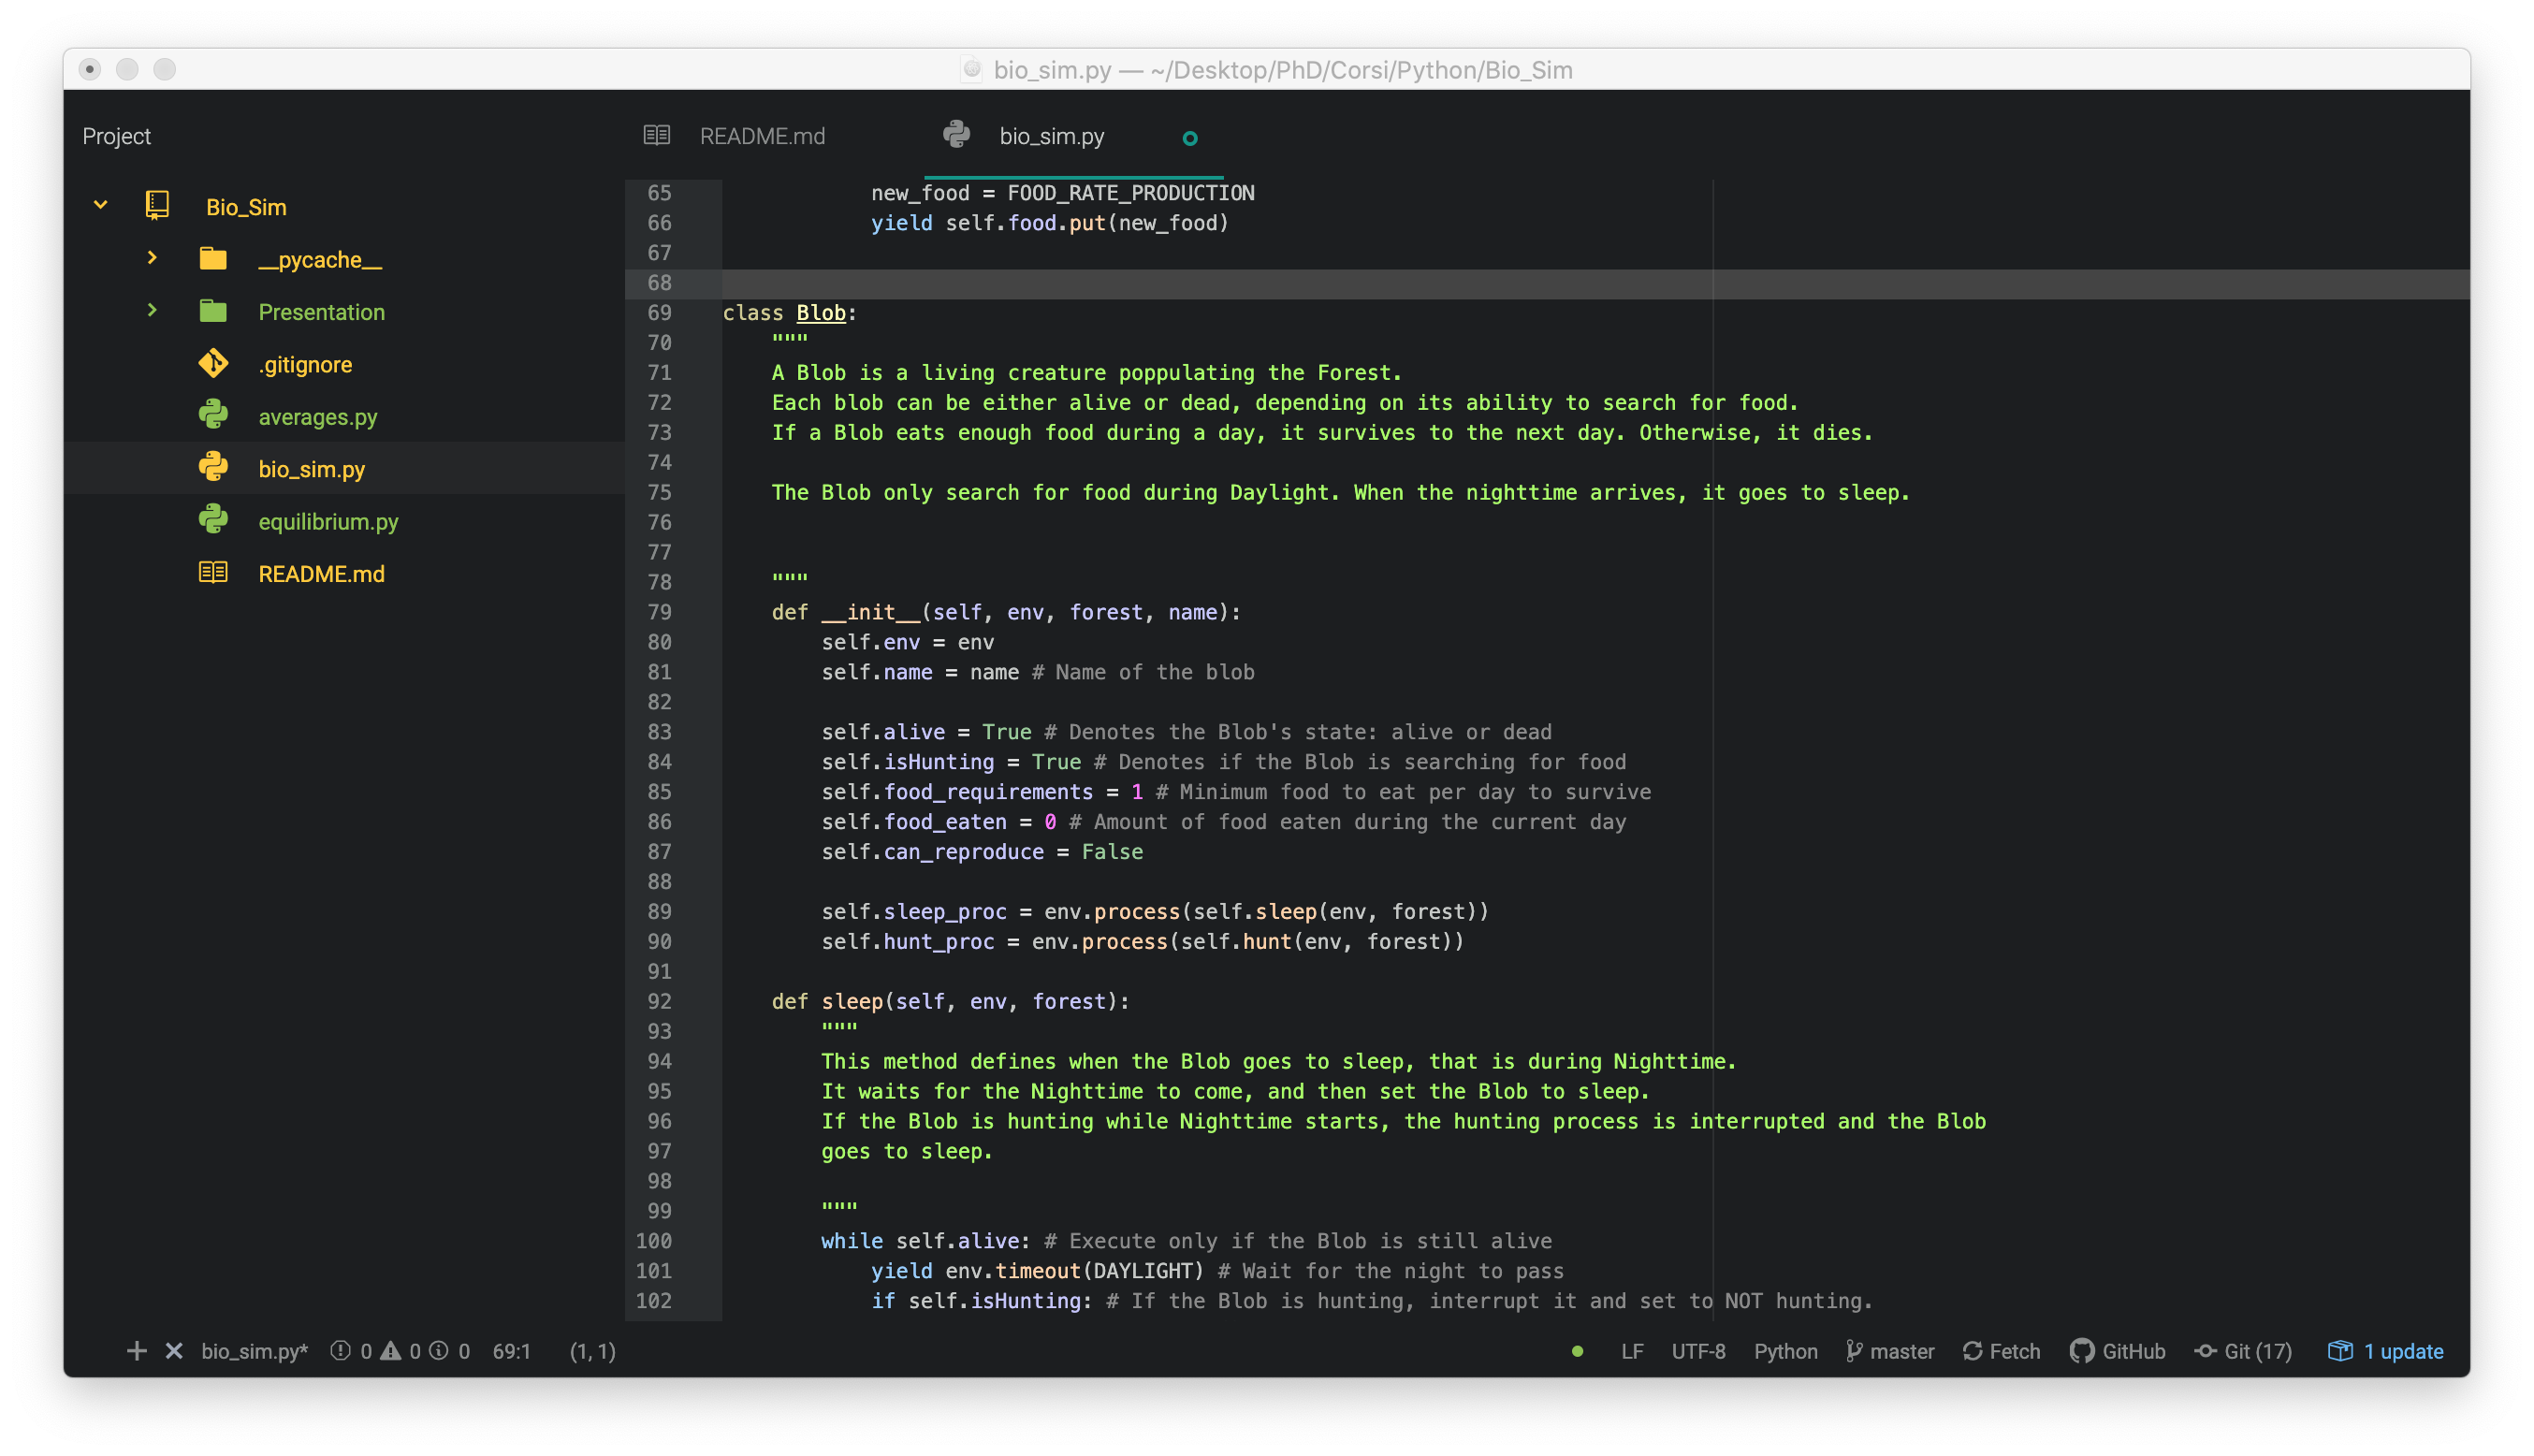 bio_sim.py — ~/Desktop/PhD/Corsi/Python/Bio_Sim
Project
README.md
bio_sim.py
Bio_Sim
__pycache__
Presentation
.gitignore
averages.py
bio_sim.py
equilibrium.py
README.md
65             new_food = FOOD_RATE_PRODUCTION
66             yield self.food.put(new_food)
67
68
69 class Blob:
70     """
71     A Blob is a living creature poppulating the Forest.
72     Each blob can be either alive or dead, depending on its ability to search for food.
73     If a Blob eats enough food during a day, it survives to the next day. Otherwise, it dies.
74
75     The Blob only search for food during Daylight. When the nighttime arrives, it goes to sleep.
76
77
78     """
79     def __init__(self, env, forest, name):
80         self.env = env
81         self.name = name # Name of the blob
82
83         self.alive = True # Denotes the Blob's state: alive or dead
84         self.isHunting = True # Denotes if the Blob is searching for food
85         self.food_requirements = 1 # Minimum food to eat per day to survive
86         self.food_eaten = 0 # Amount of food eaten during the current day
87         self.can_reproduce = False
88
89         self.sleep_proc = env.process(self.sleep(env, forest))
90         self.hunt_proc = env.process(self.hunt(env, forest))
91
92     def sleep(self, env, forest):
93         """
94         This method defines when the Blob goes to sleep, that is during Nighttime.
95         It waits for the Nighttime to come, and then set the Blob to sleep.
96         If the Blob is hunting while Nighttime starts, the hunting process is interrupted and the Blob
97         goes to sleep.
98
99         """
100         while self.alive: # Execute only if the Blob is still alive
101             yield env.timeout(DAYLIGHT) # Wait for the night to pass
102             if self.isHunting: # If the Blob is hunting, interrupt it and set to NOT hunting.
bio_sim.py* 0 0 0 69:1 (1, 1) LF UTF-8 Python master Fetch GitHub Git (17) 1 update